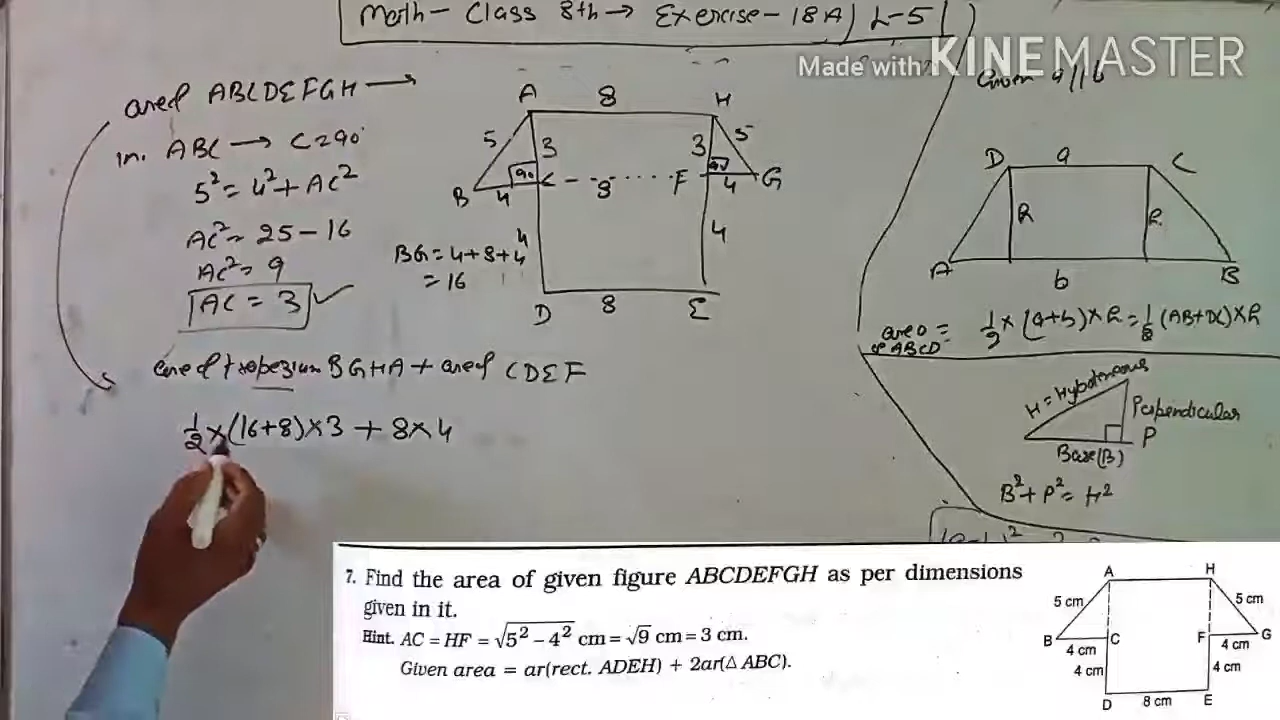 Math - Class 8th → Exercise - 18A) L-5
Made with KINEMASTER
area ABCDEFGH →
in. ABC → C = 90°
5² = 4² + AC²
AC² = 25 - 16
AC² = 9
AC = 3 ✓
A 8 H
5 3 3 5
90 90
B 4 C 8 F 4 G
4 4
D 8 E
BG = 4+8+4
= 16
area of trapezium BGHA + area of CDEF
1/2 × (16+8) × 3 + 8 × 4
Given a || b
D a C
h h
A b B
area of ABCD = 1/2 × (a+b) × h = 1/2 (AB+DC) × h
H = Hybotenous
Perpendicular
P
Base(B)
B² + P² = H²
7. Find the area of given figure ABCDEFGH as per dimensions
given in it.
Hint. AC = HF = √5² – 4² cm = √9 cm = 3 cm.
Given area = ar(rect. ADEH) + 2ar(Δ ABC).
A H
5 cm 5 cm
B C F G
4 cm 4 cm
4 cm 4 cm
D 8 cm E